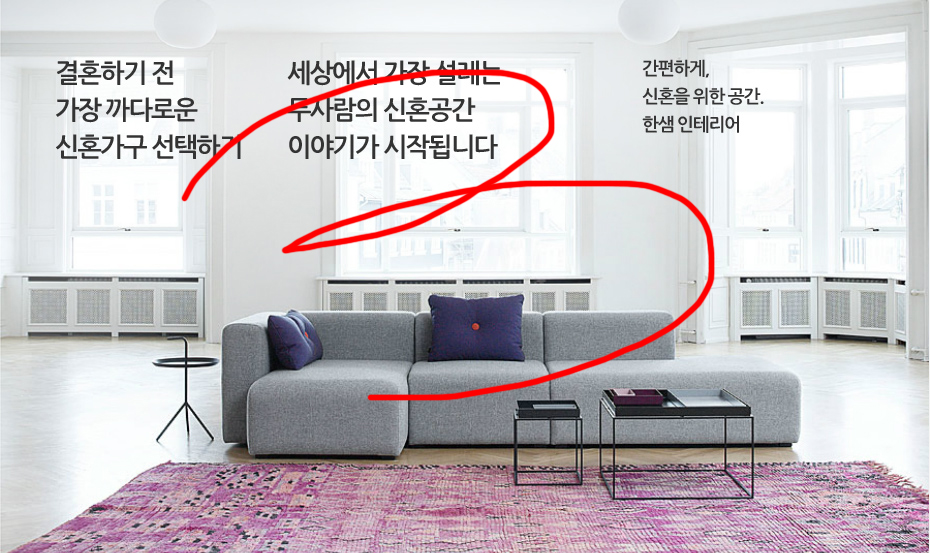 결혼하기 전
가장 까다로운
신혼가구 선택하기
세상에서 가장 설레는
두사람의 신혼공간
이야기가 시작됩니다
간편하게,
신혼을 위한 공간.
한샘 인테리어